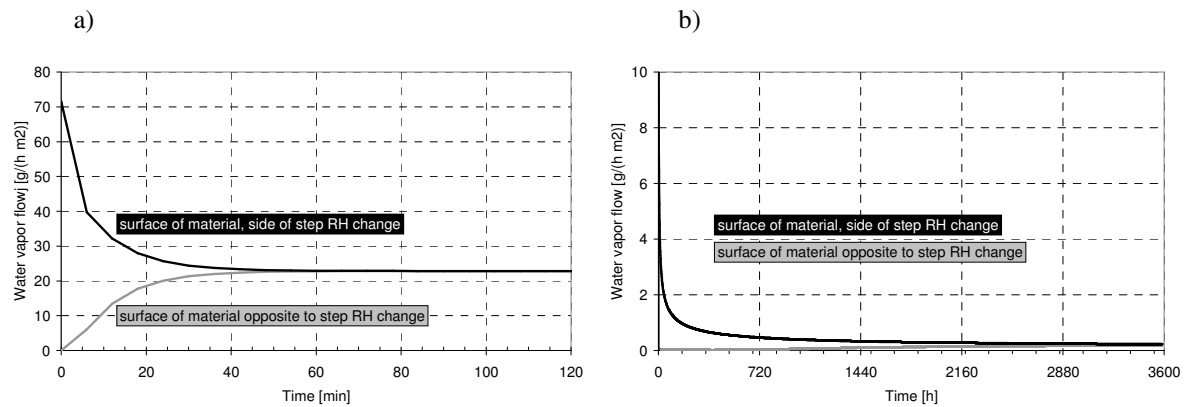 a)
Water vapor flowj [g/(h m2)]
80
70
60
50
40
30
20
10
0
surface of material, side of step RH change
surface of material opposite to step RH change
0 20 40 60 80 100 120
Time [min]
b)
Water vapor flowj [g/(h m2)]
10
8
6
4
2
0
surface of material, side of step RH change
surface of material opposite to step RH change
0 720 1440 2160 2880 3600
Time [h]